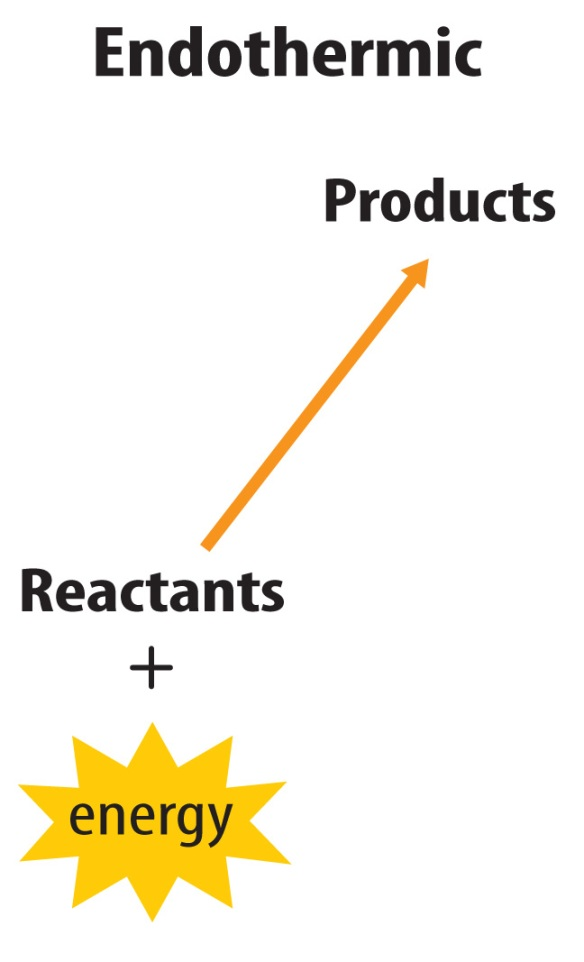 Endothermic
Products
Reactants
+
energy